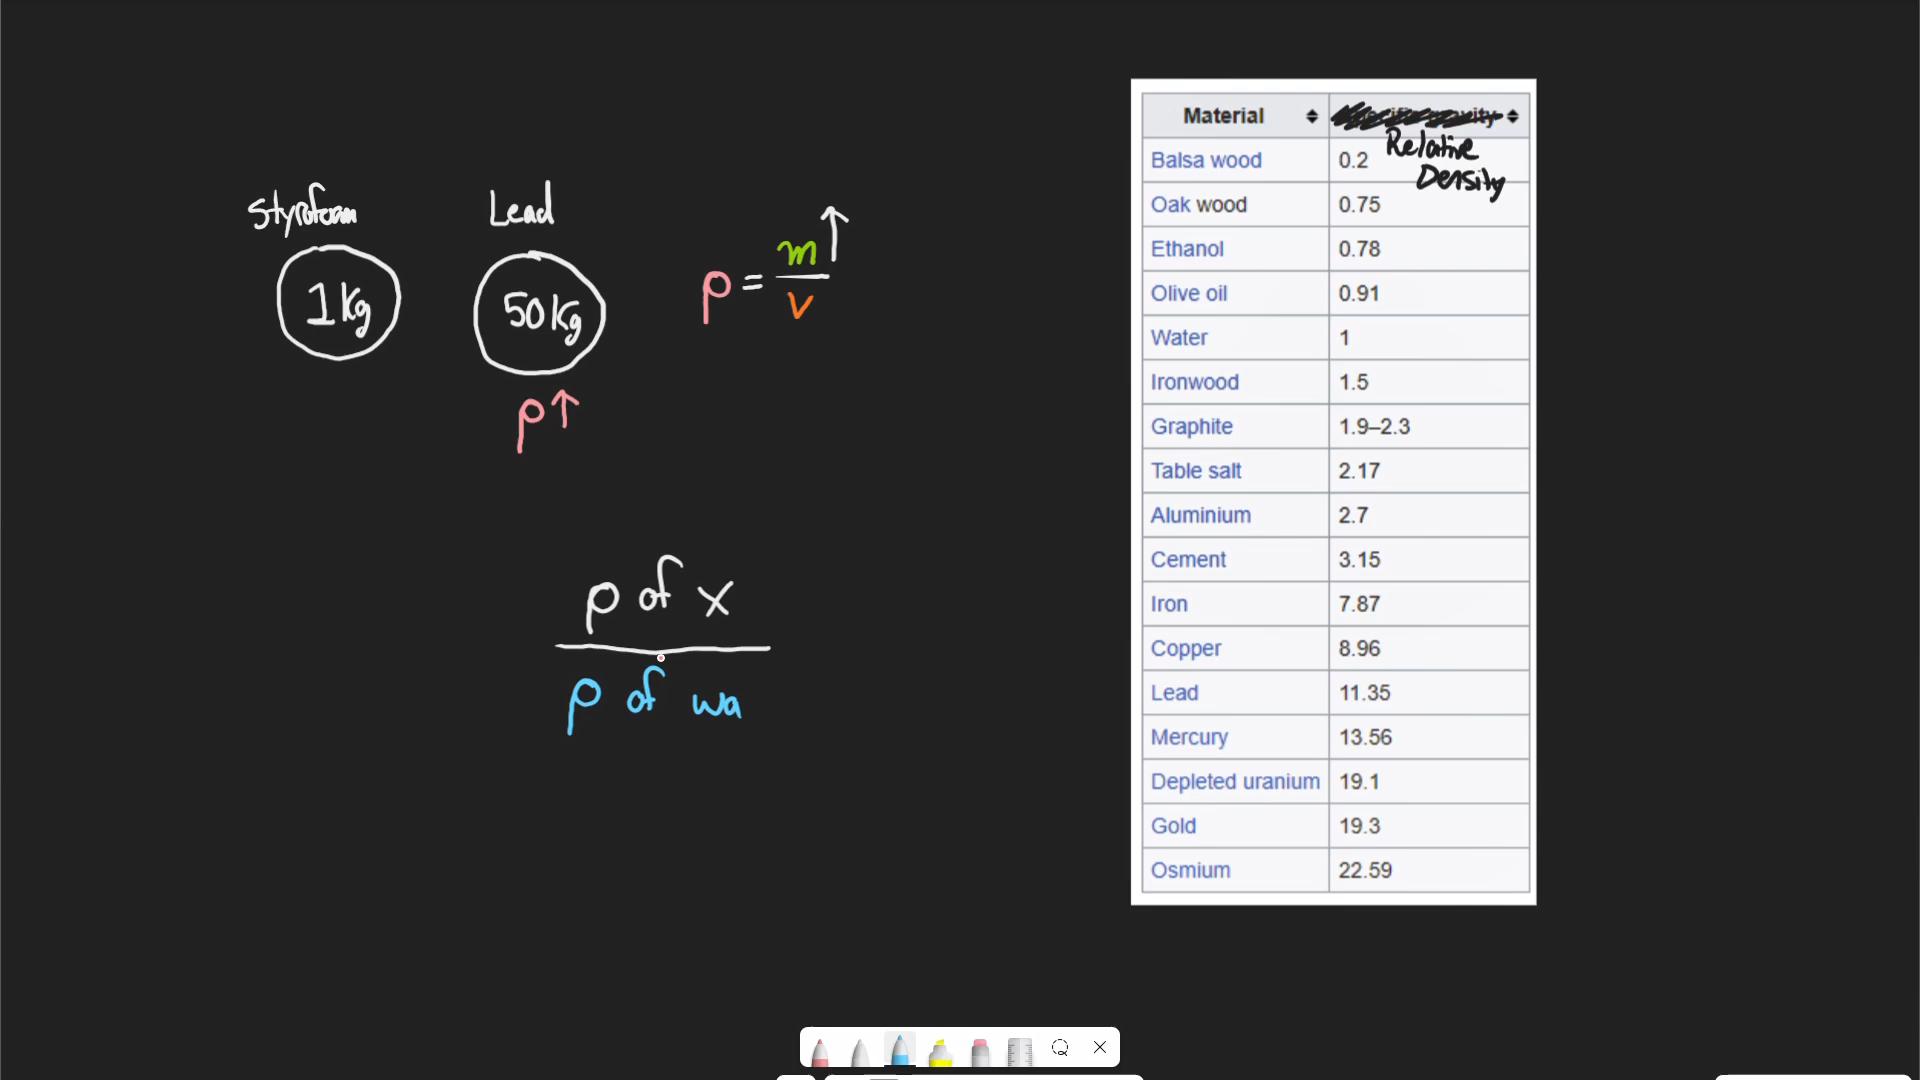 Styrofoam
Lead
1Kg
50Kg
ρ = m/v ↑
ρ↑
ρ of x
ρ of wa
Material
Relative
Density
Balsa wood 0.2
Oak wood 0.75
Ethanol 0.78
Olive oil 0.91
Water 1
Ironwood 1.5
Graphite 1.9–2.3
Table salt 2.17
Aluminium 2.7
Cement 3.15
Iron 7.87
Copper 8.96
Lead 11.35
Mercury 13.56
Depleted uranium 19.1
Gold 19.3
Osmium 22.59